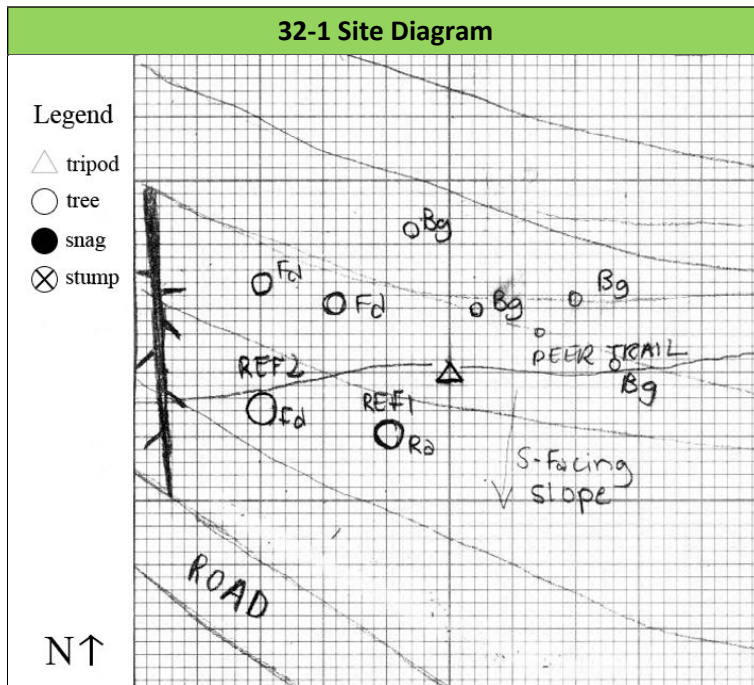 32-1 Site Diagram
Legend
tripod
tree
snag
stump
Bg
Fd
Fd
Bg
Bg
DEER TRAIL
Bg
REF2
Fd
REF1
Ra
S-Facing
slope
ROAD
N↑